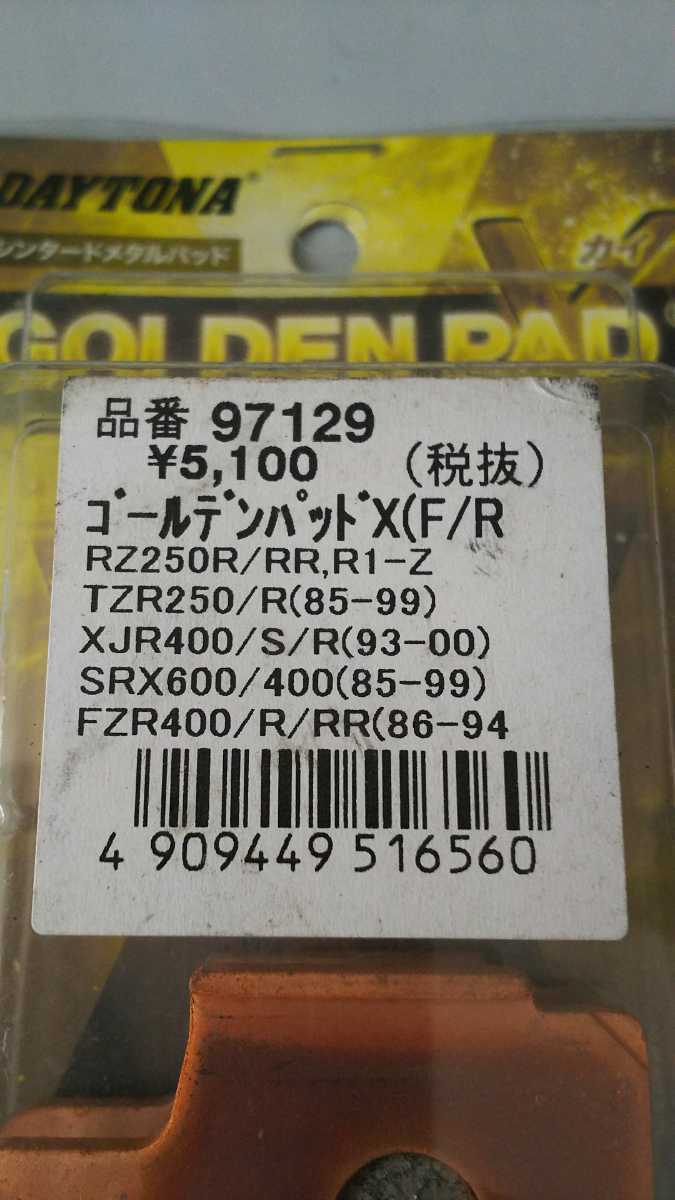 DAYTONA®
シンタードメタルパッド
カイ
GOLDEN PAD
品番 97129
¥5,100 (税抜)
ｺﾞｰﾙﾃﾞﾝﾊﾟｯﾄﾞX(F/R
RZ250R/RR,R1-Z
TZR250/R(85-99)
XJR400/S/R(93-00)
SRX600/400(85-99)
FZR400/R/RR(86-94
4 909449 516560